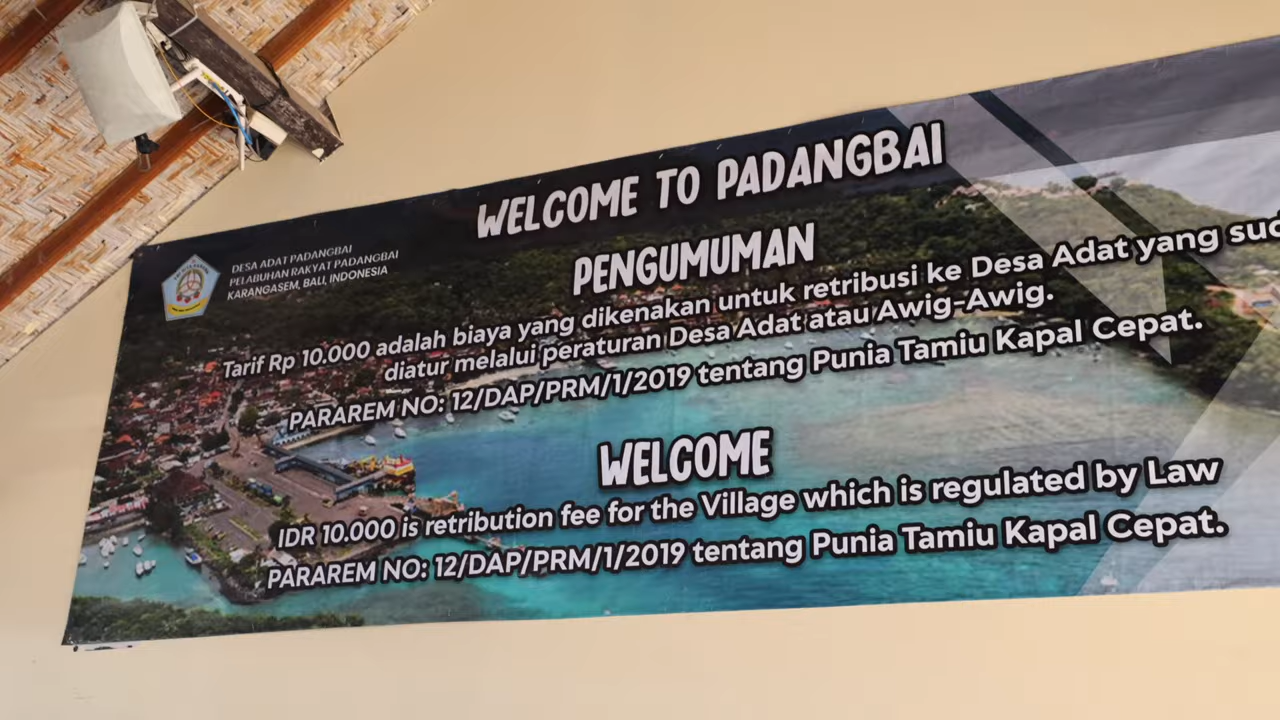 WELCOME TO PADANGBAI
DESA ADAT PADANGBAI
PELABUHAN RAKYAT PADANGBAI
KARANGASEM, BALI, INDONESIA
PENGUMUMAN
Tarif Rp 10.000 adalah biaya yang dikenakan untuk retribusi ke Desa Adat yang
diatur melalui peraturan Desa Adat atau Awig-Awig.
PARAREM NO: 12/DAP/PRM/1/2019 tentang Punia Tamiu Kapal Cepat.
WELCOME
IDR 10.000 is retribution fee for the Village which is regulated by Law
PARAREM NO: 12/DAP/PRM/1/2019 tentang Punia Tamiu Kapal Cepat.